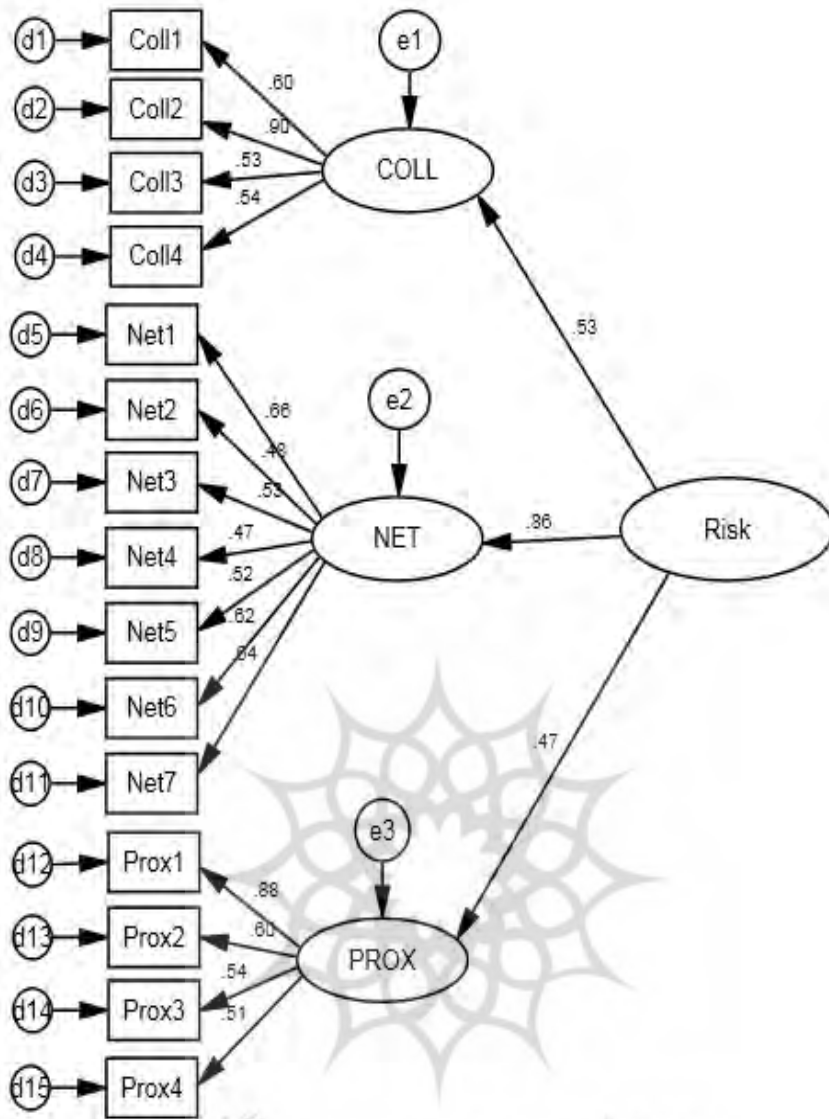 d1
Coll1
e1
.60
d2
Coll2
.90
COLL
d3
Coll3
.53
.54
d4
Coll4
d5
Net1
.53
e2
d6
Net2
.66
d7
Net3
.53
.47
NET
.86
Risk
d8
Net4
.52
d9
Net5
.62
d10
Net6
d11
Net7
.47
e3
d12
Prox1
.88
d13
Prox2
.60
PROX
.54
d14
Prox3
.51
d15
Prox4